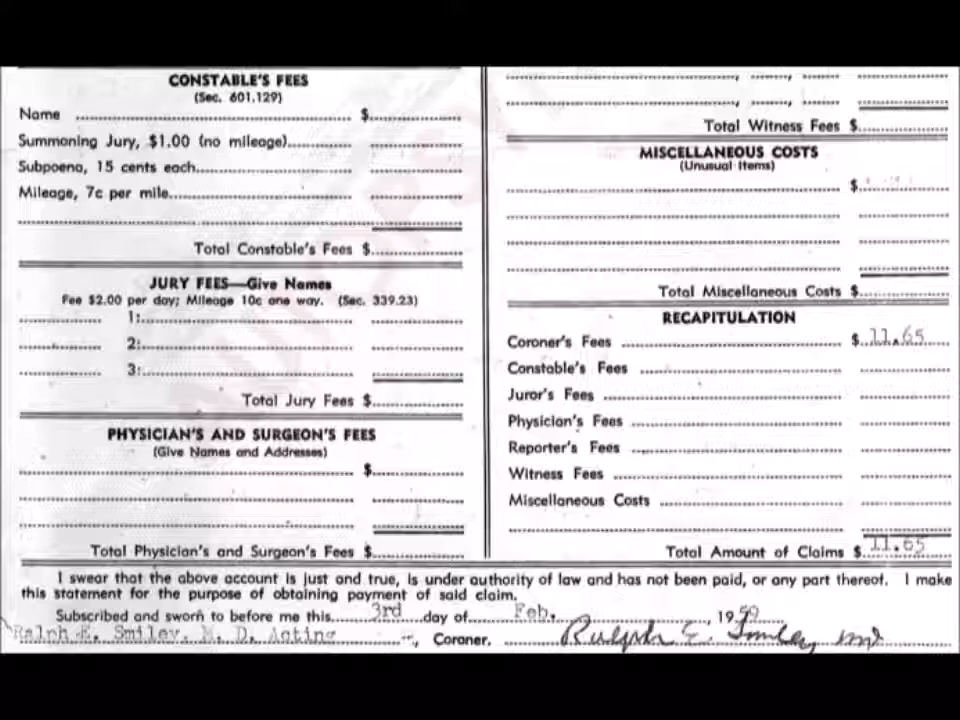 CONSTABLE'S FEES
(Sec. 601.129)
Name $
Summoning Jury, $1.00 (no mileage)
Subpoena, 15 cents each
Mileage, 7c per mile
Total Constable's Fees $
JURY FEES—Give Names
Fee $2.00 per day; Mileage 10c one way. (Sec. 339.23)
1:
2:
3:
Total Jury Fees $
PHYSICIAN'S AND SURGEON'S FEES
(Give Names and Addresses)
$
Total Physician's and Surgeon's Fees $
Total Witness Fees $
MISCELLANEOUS COSTS
(Unusual Items)
$
Total Miscellaneous Costs $
RECAPITULATION
Coroner's Fees $ 11.65
Constable's Fees
Juror's Fees
Physician's Fees
Reporter's Fees
Witness Fees
Miscellaneous Costs
Total Amount of Claims $ 11.65
I swear that the above account is just and true, is under authority of law and has not been paid, or any part thereof. I make
this statement for the purpose of obtaining payment of said claim.
Subscribed and sworn to before me this 3rd day of Feb. , 1959
Ralph E. Smiley, M. D. Acting , Coroner. Ralph E. Smiley MD